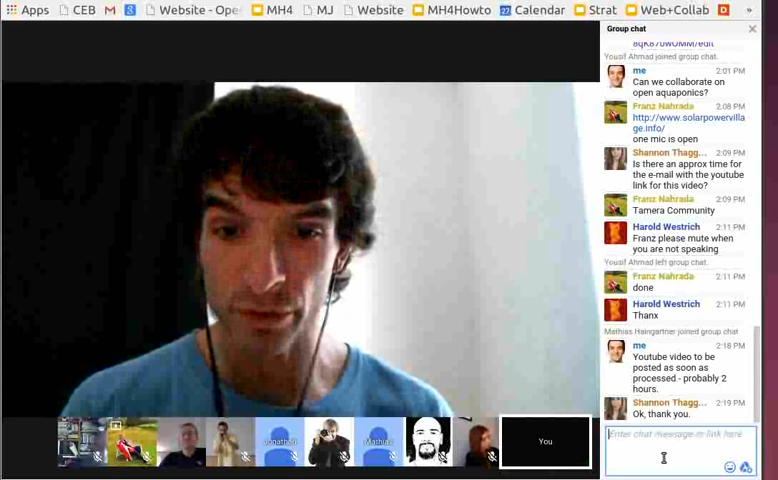 Apps CEB Website - Ope MH4 MJ Website MH4Howto 27 Calendar Strat Web+Collab »
Group chat
8qK87owOMM/edit
Yousif Ahmad joined group chat.
me 2:01 PM
Can we collaborate on
open aquaponics?
Franz Nahrada 2:08 PM
http://www.solarpowervilla
ge.info/
one mic is open
Shannon Thagg... 2:09 PM
Is there an approx time for
the e-mail with the youtube
link for this video?
Franz Nahrada 2:09 PM
Tamera Community
Harold Westrich 2:11 PM
Franz please mute when
you are not speaking
Yousif Ahmad left group chat.
Franz Nahrada 2:11 PM
done
Harold Westrich 2:11 PM
Thanx
Mathias Haingartner joined group chat
me 2:18 PM
Youtube video to be
posted as soon as
processed - probably 2
hours.
Shannon Thagg... 2:19 PM
Ok, thank you.
Enter chat message or link here
Jonathan
Mathias
You